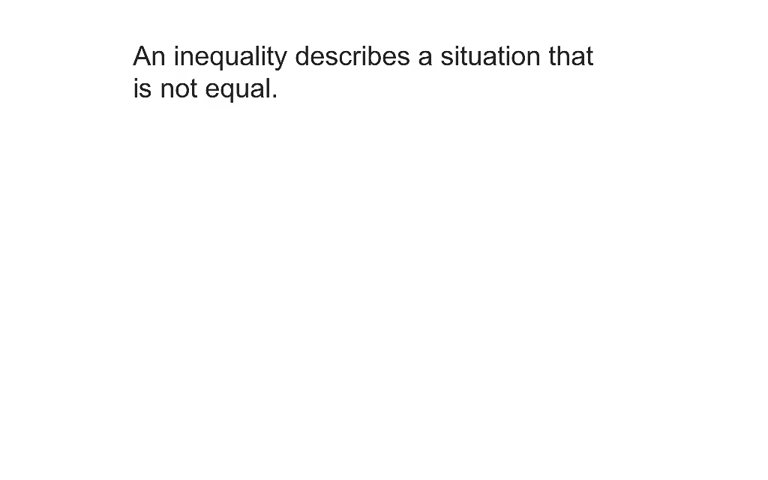 An inequality describes a situation that
is not equal.